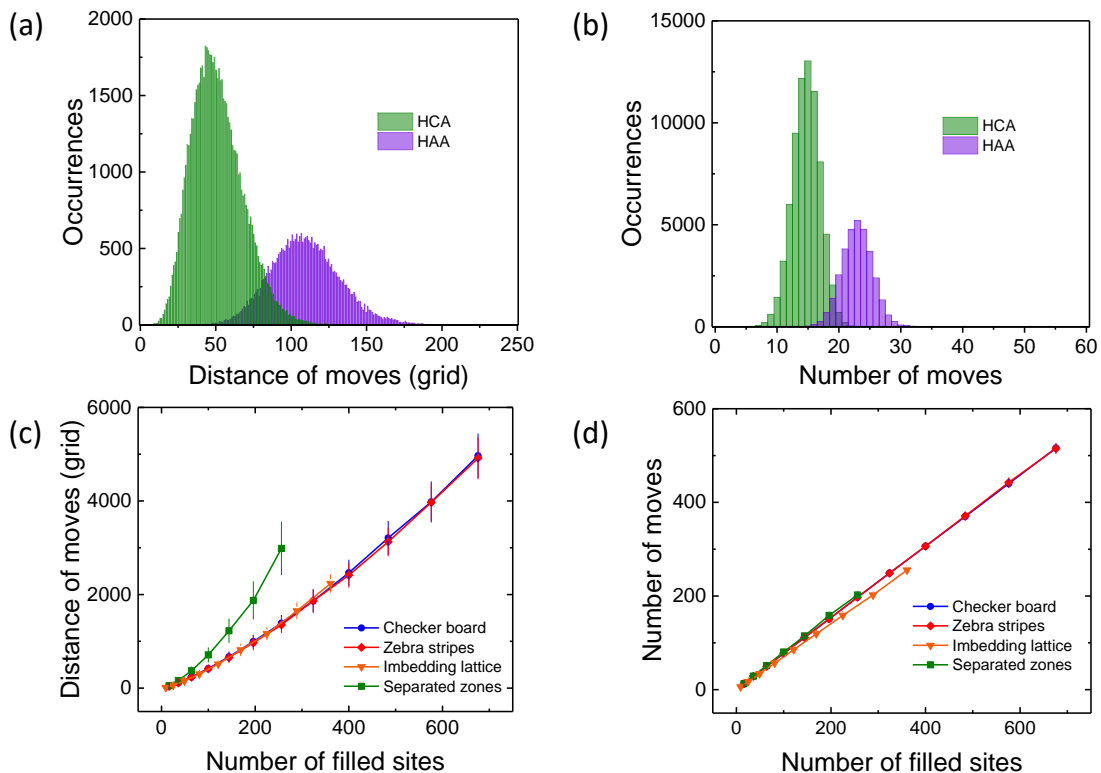 (a)
2000
1500
1000
500
0
Occurrences
HCA
HAA
0 50 100 150 200 250
Distance of moves (grid)
(b)
15000
10000
5000
0
Occurrences
HCA
HAA
0 10 20 30 40 50 60
Number of moves
(c)
6000
4000
2000
0
Distance of moves (grid)
Checker board
Zebra stripes
Imbedding lattice
Separated zones
0 200 400 600
Number of filled sites
(d)
600
400
200
0
Number of moves
Checker board
Zebra stripes
Imbedding lattice
Separated zones
0 200 400 600
Number of filled sites